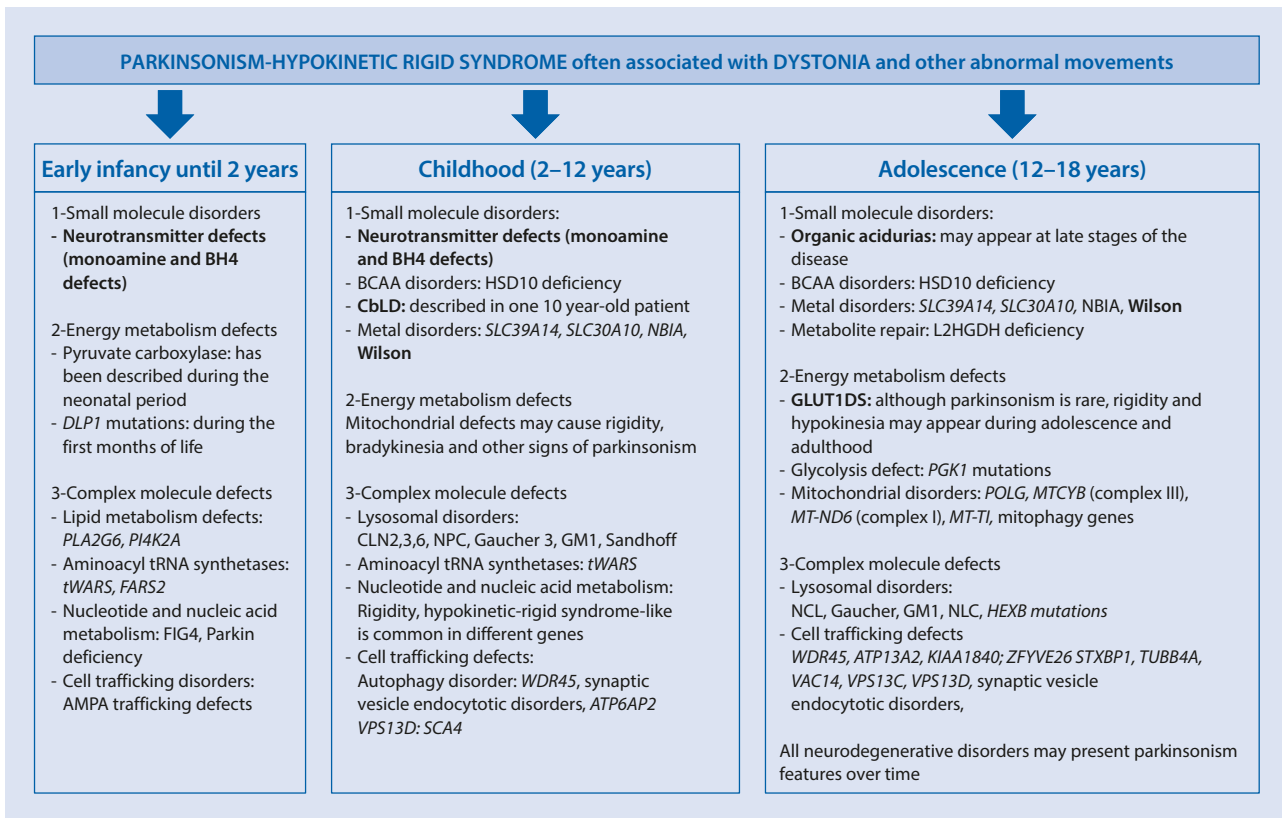 PARKINSONISM-HYPOKINETIC RIGID SYNDROME often associated with DYSTONIA and other abnormal movements
Early infancy until 2 years
1-Small molecule disorders
- Neurotransmitter defects
(monoamine and BH4
defects)
2-Energy metabolism defects
- Pyruvate carboxylase: has
been described during the
neonatal period
- DLP1 mutations: during the
first months of life
3-Complex molecule defects
- Lipid metabolism defects:
PLA2G6, PI4K2A
- Aminoacyl tRNA synthetases:
tWARS, FARS2
- Nucleotide and nucleic acid
metabolism: FIG4, Parkin
deficiency
- Cell trafficking disorders:
AMPA trafficking defects
Childhood (2–12 years)
1-Small molecule disorders:
- Neurotransmitter defects (monoamine
and BH4 defects)
- BCAA disorders: HSD10 deficiency
- CbLD: described in one 10 year-old patient
- Metal disorders: SLC39A14, SLC30A10, NBIA,
Wilson
2-Energy metabolism defects
Mitochondrial defects may cause rigidity,
bradykinesia and other signs of parkinsonism
3-Complex molecule defects
- Lysosomal disorders:
CLN2,3,6, NPC, Gaucher 3, GM1, Sandhoff
- Aminoacyl tRNA synthetases: tWARS
- Nucleotide and nucleic acid metabolism:
Rigidity, hypokinetic-rigid syndrome-like
is common in different genes
- Cell trafficking defects:
Autophagy disorder: WDR45, synaptic
vesicle endocytotic disorders, ATP6AP2
VPS13D: SCA4
Adolescence (12–18 years)
1-Small molecule disorders:
- Organic acidurias: may appear at late stages of the
disease
- BCAA disorders: HSD10 deficiency
- Metal disorders: SLC39A14, SLC30A10, NBIA, Wilson
- Metabolite repair: L2HGDH deficiency
2-Energy metabolism defects
- GLUT1DS: although parkinsonism is rare, rigidity and
hypokinesia may appear during adolescence and
adulthood
- Glycolysis defect: PGK1 mutations
- Mitochondrial disorders: POLG, MTCYB (complex III),
MT-ND6 (complex I), MT-TI, mitophagy genes
3-Complex molecule defects
- Lysosomal disorders:
NCL, Gaucher, GM1, NLC, HEXB mutations
- Cell trafficking defects
WDR45, ATP13A2, KIAA1840; ZFYVE26 STXBP1, TUBB4A,
VAC14, VPS13C, VPS13D, synaptic vesicle
endocytotic disorders,
All neurodegenerative disorders may present parkinsonism
features over time